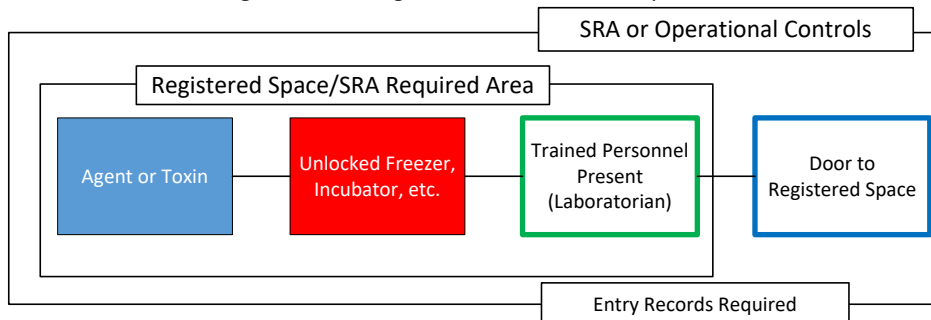 SRA or Operational Controls
Registered Space/SRA Required Area
Agent or Toxin
Unlocked Freezer,
Incubator, etc.
Trained Personnel
Present
(Laboratorian)
Door to
Registered Space
Entry Records Required